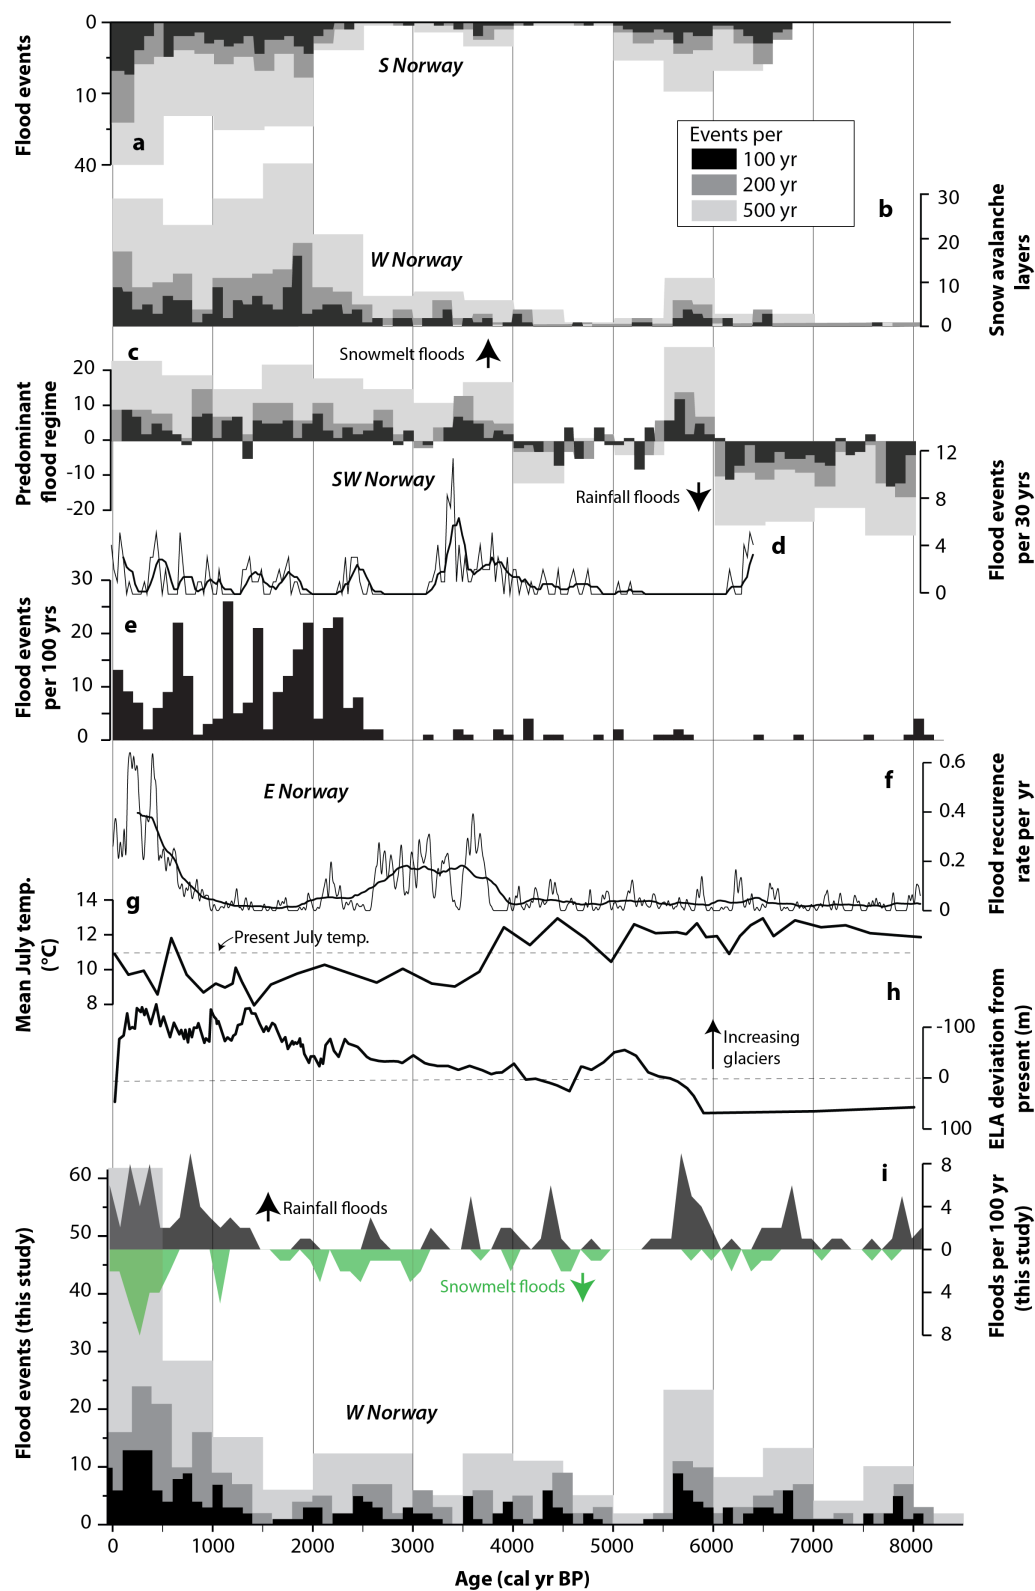 Flood events
0
10
40
a
S Norway
Events per
100 yr
200 yr
500 yr
b
30
20
10
0
Snow avalanche
layers
W Norway
c
Snowmelt floods
Predominant
flood regime
20
10
0
-10
-20
SW Norway
Rainfall floods
12
8
4
0
Flood events
per 30 yrs
d
30
20
10
0
e
Flood events
per 100 yrs
E Norway
f
0.6
0.4
0.2
0
Flood reccurence
rate per yr
Mean July temp.
(°C)
14
12
10
8
g
Present July temp.
h
Increasing
glaciers
-100
0
100
ELA deviation from
present (m)
i
Rainfall floods
Snowmelt floods
8
4
0
4
8
Floods per 100 yr
(this study)
Flood events (this study)
60
50
40
30
20
10
0
W Norway
0 1000 2000 3000 4000 5000 6000 7000 8000
Age (cal yr BP)